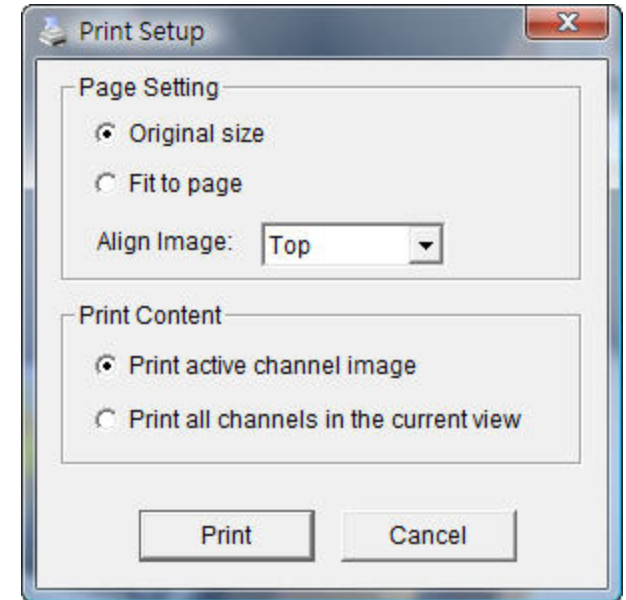 Print Setup
Page Setting
Original size
Fit to page
Align Image: Top
Print Content
Print active channel image
Print all channels in the current view
Print Cancel